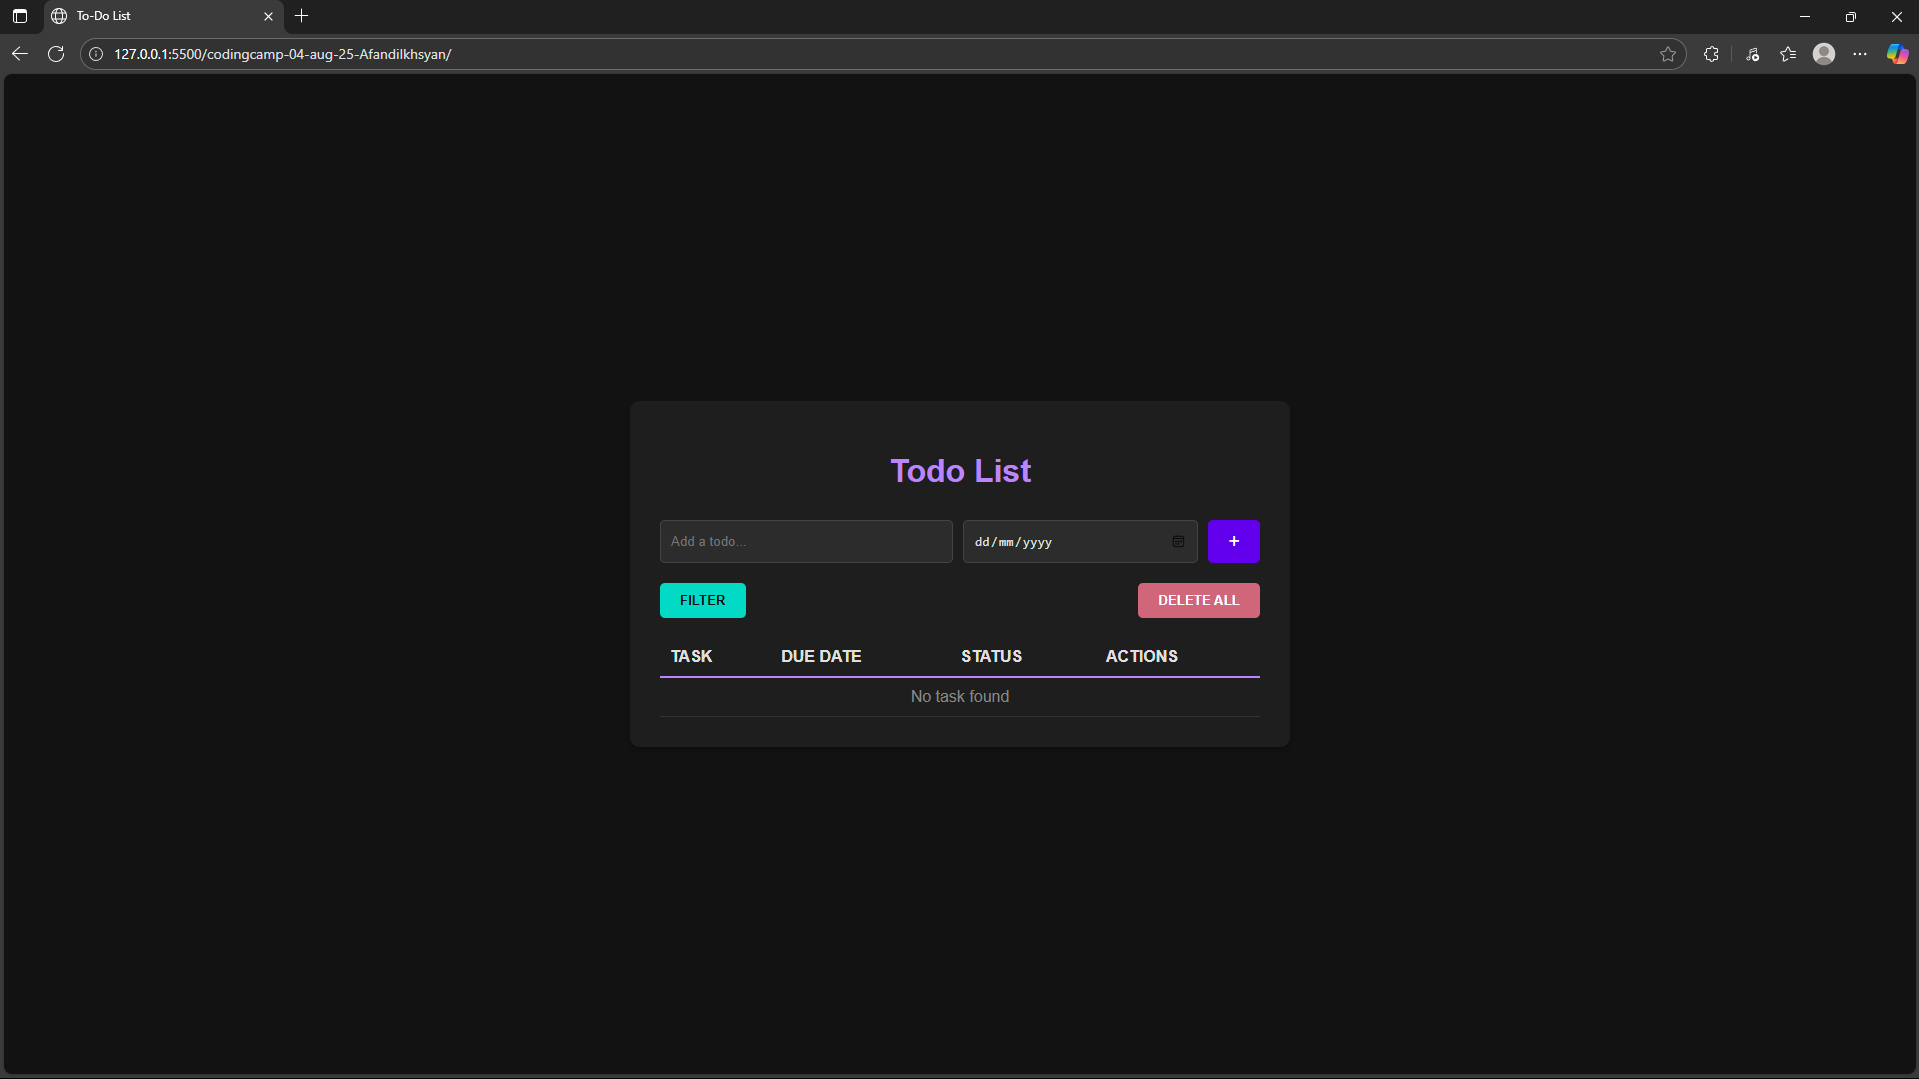 To-Do List
127.0.0.1:5500/codingcamp-04-aug-25-Afandilkhsyan/
Todo List
Add a todo... dd/mm/yyyy +
FILTER DELETE ALL
TASK DUE DATE STATUS ACTIONS
No task found